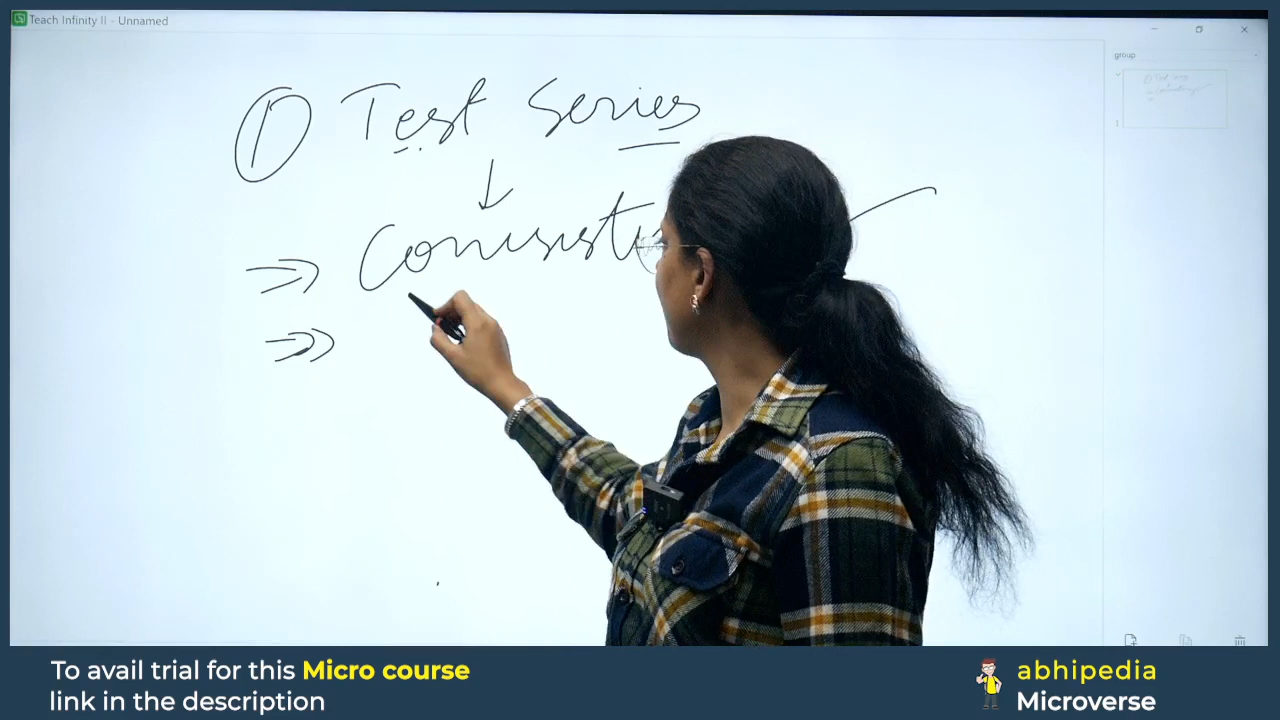 Teach Infinity II - Unnamed
group
① Test Series
↓
⇒ Consist
⇒
To avail trial for this Micro course
link in the description
abhipedia
Microverse